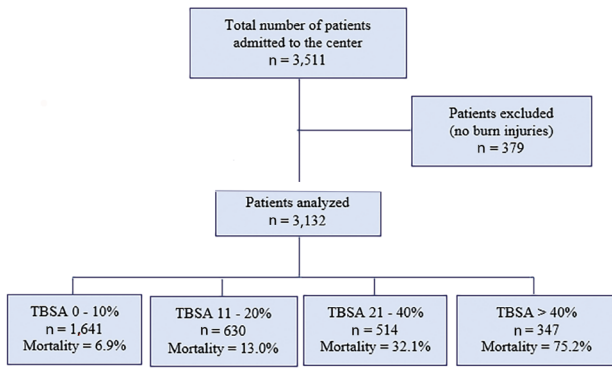 Total number of patients
admitted to the center
n = 3,511
Patients excluded
(no burn injuries)
n = 379
Patients analyzed
n = 3,132
TBSA 0 - 10%
n = 1,641
Mortality = 6.9%
TBSA 11 - 20%
n = 630
Mortality = 13.0%
TBSA 21 - 40%
n = 514
Mortality = 32.1%
TBSA > 40%
n = 347
Mortality = 75.2%